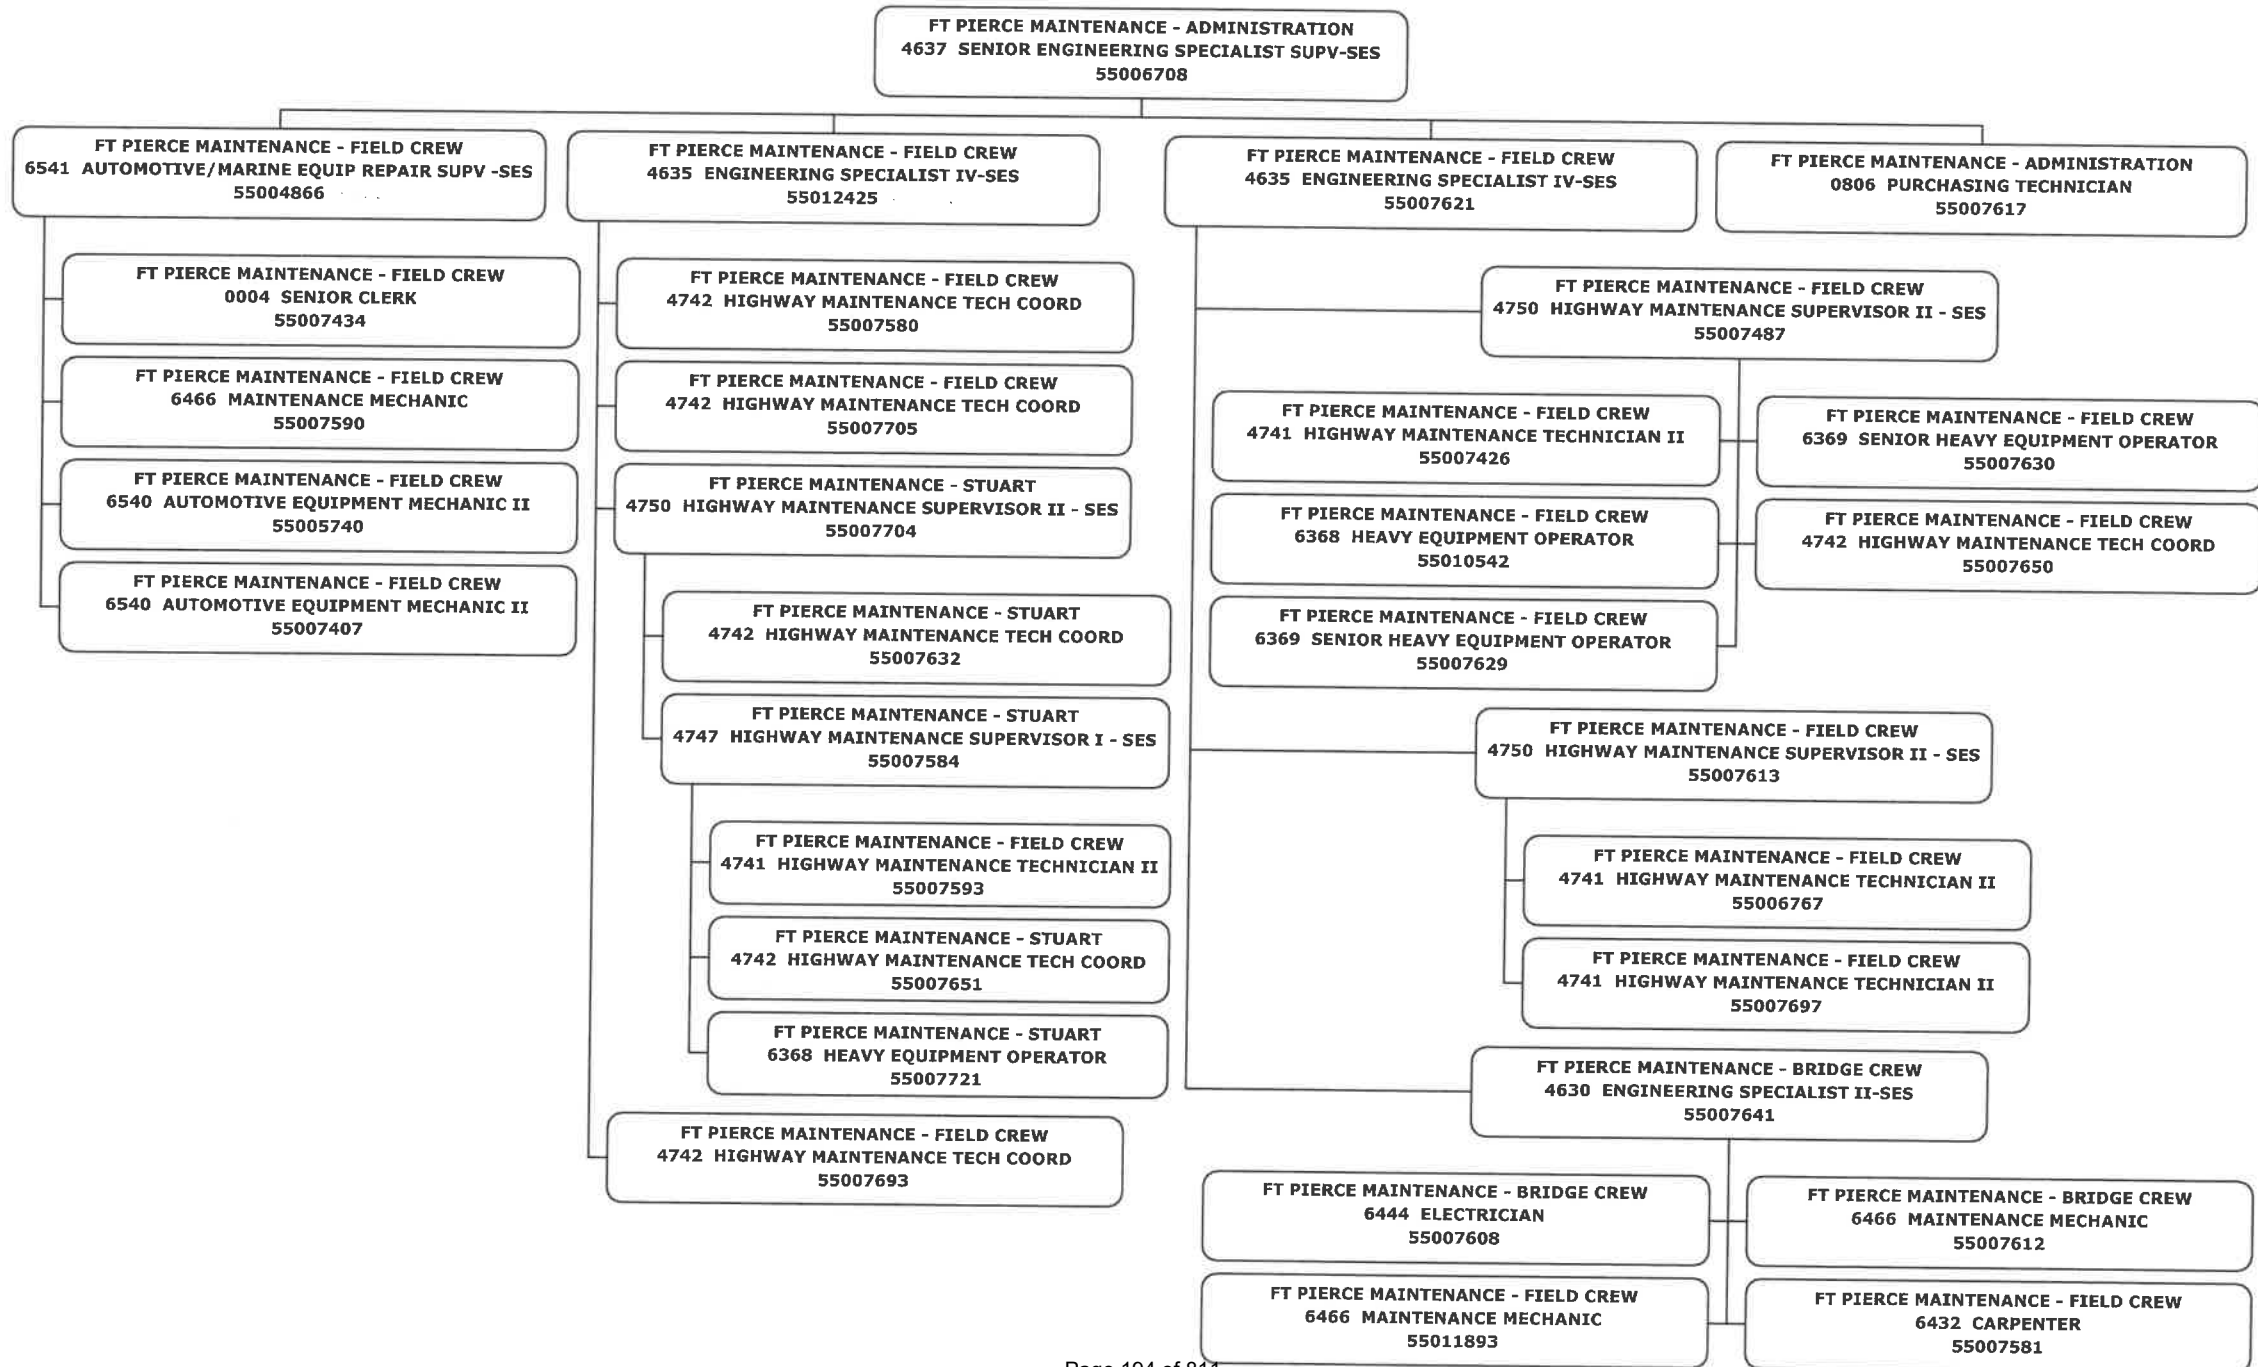 FT PIERCE MAINTENANCE - ADMINISTRATION
4637 SENIOR ENGINEERING SPECIALIST SUPV-SES
55006708
FT PIERCE MAINTENANCE - FIELD CREW
6541 AUTOMOTIVE/MARINE EQUIP REPAIR SUPV -SES
55004866
FT PIERCE MAINTENANCE - FIELD CREW
0004 SENIOR CLERK
55007434
FT PIERCE MAINTENANCE - FIELD CREW
6466 MAINTENANCE MECHANIC
55007590
FT PIERCE MAINTENANCE - FIELD CREW
6540 AUTOMOTIVE EQUIPMENT MECHANIC II
55005740
FT PIERCE MAINTENANCE - FIELD CREW
6540 AUTOMOTIVE EQUIPMENT MECHANIC II
55007407
FT PIERCE MAINTENANCE - FIELD CREW
4635 ENGINEERING SPECIALIST IV-SES
55012425
FT PIERCE MAINTENANCE - FIELD CREW
4742 HIGHWAY MAINTENANCE TECH COORD
55007580
FT PIERCE MAINTENANCE - FIELD CREW
4742 HIGHWAY MAINTENANCE TECH COORD
55007705
FT PIERCE MAINTENANCE - STUART
4750 HIGHWAY MAINTENANCE SUPERVISOR II - SES
55007704
FT PIERCE MAINTENANCE - STUART
4742 HIGHWAY MAINTENANCE TECH COORD
55007632
FT PIERCE MAINTENANCE - STUART
4747 HIGHWAY MAINTENANCE SUPERVISOR I - SES
55007584
FT PIERCE MAINTENANCE - FIELD CREW
4741 HIGHWAY MAINTENANCE TECHNICIAN II
55007593
FT PIERCE MAINTENANCE - STUART
4742 HIGHWAY MAINTENANCE TECH COORD
55007651
FT PIERCE MAINTENANCE - STUART
6368 HEAVY EQUIPMENT OPERATOR
55007721
FT PIERCE MAINTENANCE - FIELD CREW
4742 HIGHWAY MAINTENANCE TECH COORD
55007693
FT PIERCE MAINTENANCE - FIELD CREW
4635 ENGINEERING SPECIALIST IV-SES
55007621
FT PIERCE MAINTENANCE - FIELD CREW
4750 HIGHWAY MAINTENANCE SUPERVISOR II - SES
55007487
FT PIERCE MAINTENANCE - FIELD CREW
4741 HIGHWAY MAINTENANCE TECHNICIAN II
55007426
FT PIERCE MAINTENANCE - FIELD CREW
6369 SENIOR HEAVY EQUIPMENT OPERATOR
55007630
FT PIERCE MAINTENANCE - FIELD CREW
6368 HEAVY EQUIPMENT OPERATOR
55010542
FT PIERCE MAINTENANCE - FIELD CREW
4742 HIGHWAY MAINTENANCE TECH COORD
55007650
FT PIERCE MAINTENANCE - FIELD CREW
6369 SENIOR HEAVY EQUIPMENT OPERATOR
55007629
FT PIERCE MAINTENANCE - FIELD CREW
4750 HIGHWAY MAINTENANCE SUPERVISOR II - SES
55007613
FT PIERCE MAINTENANCE - FIELD CREW
4741 HIGHWAY MAINTENANCE TECHNICIAN II
55006767
FT PIERCE MAINTENANCE - FIELD CREW
4741 HIGHWAY MAINTENANCE TECHNICIAN II
55007697
FT PIERCE MAINTENANCE - BRIDGE CREW
4630 ENGINEERING SPECIALIST II-SES
55007641
FT PIERCE MAINTENANCE - BRIDGE CREW
6444 ELECTRICIAN
55007608
FT PIERCE MAINTENANCE - BRIDGE CREW
6466 MAINTENANCE MECHANIC
55007612
FT PIERCE MAINTENANCE - FIELD CREW
6466 MAINTENANCE MECHANIC
55011893
FT PIERCE MAINTENANCE - FIELD CREW
6432 CARPENTER
55007581
FT PIERCE MAINTENANCE - ADMINISTRATION
0806 PURCHASING TECHNICIAN
55007617